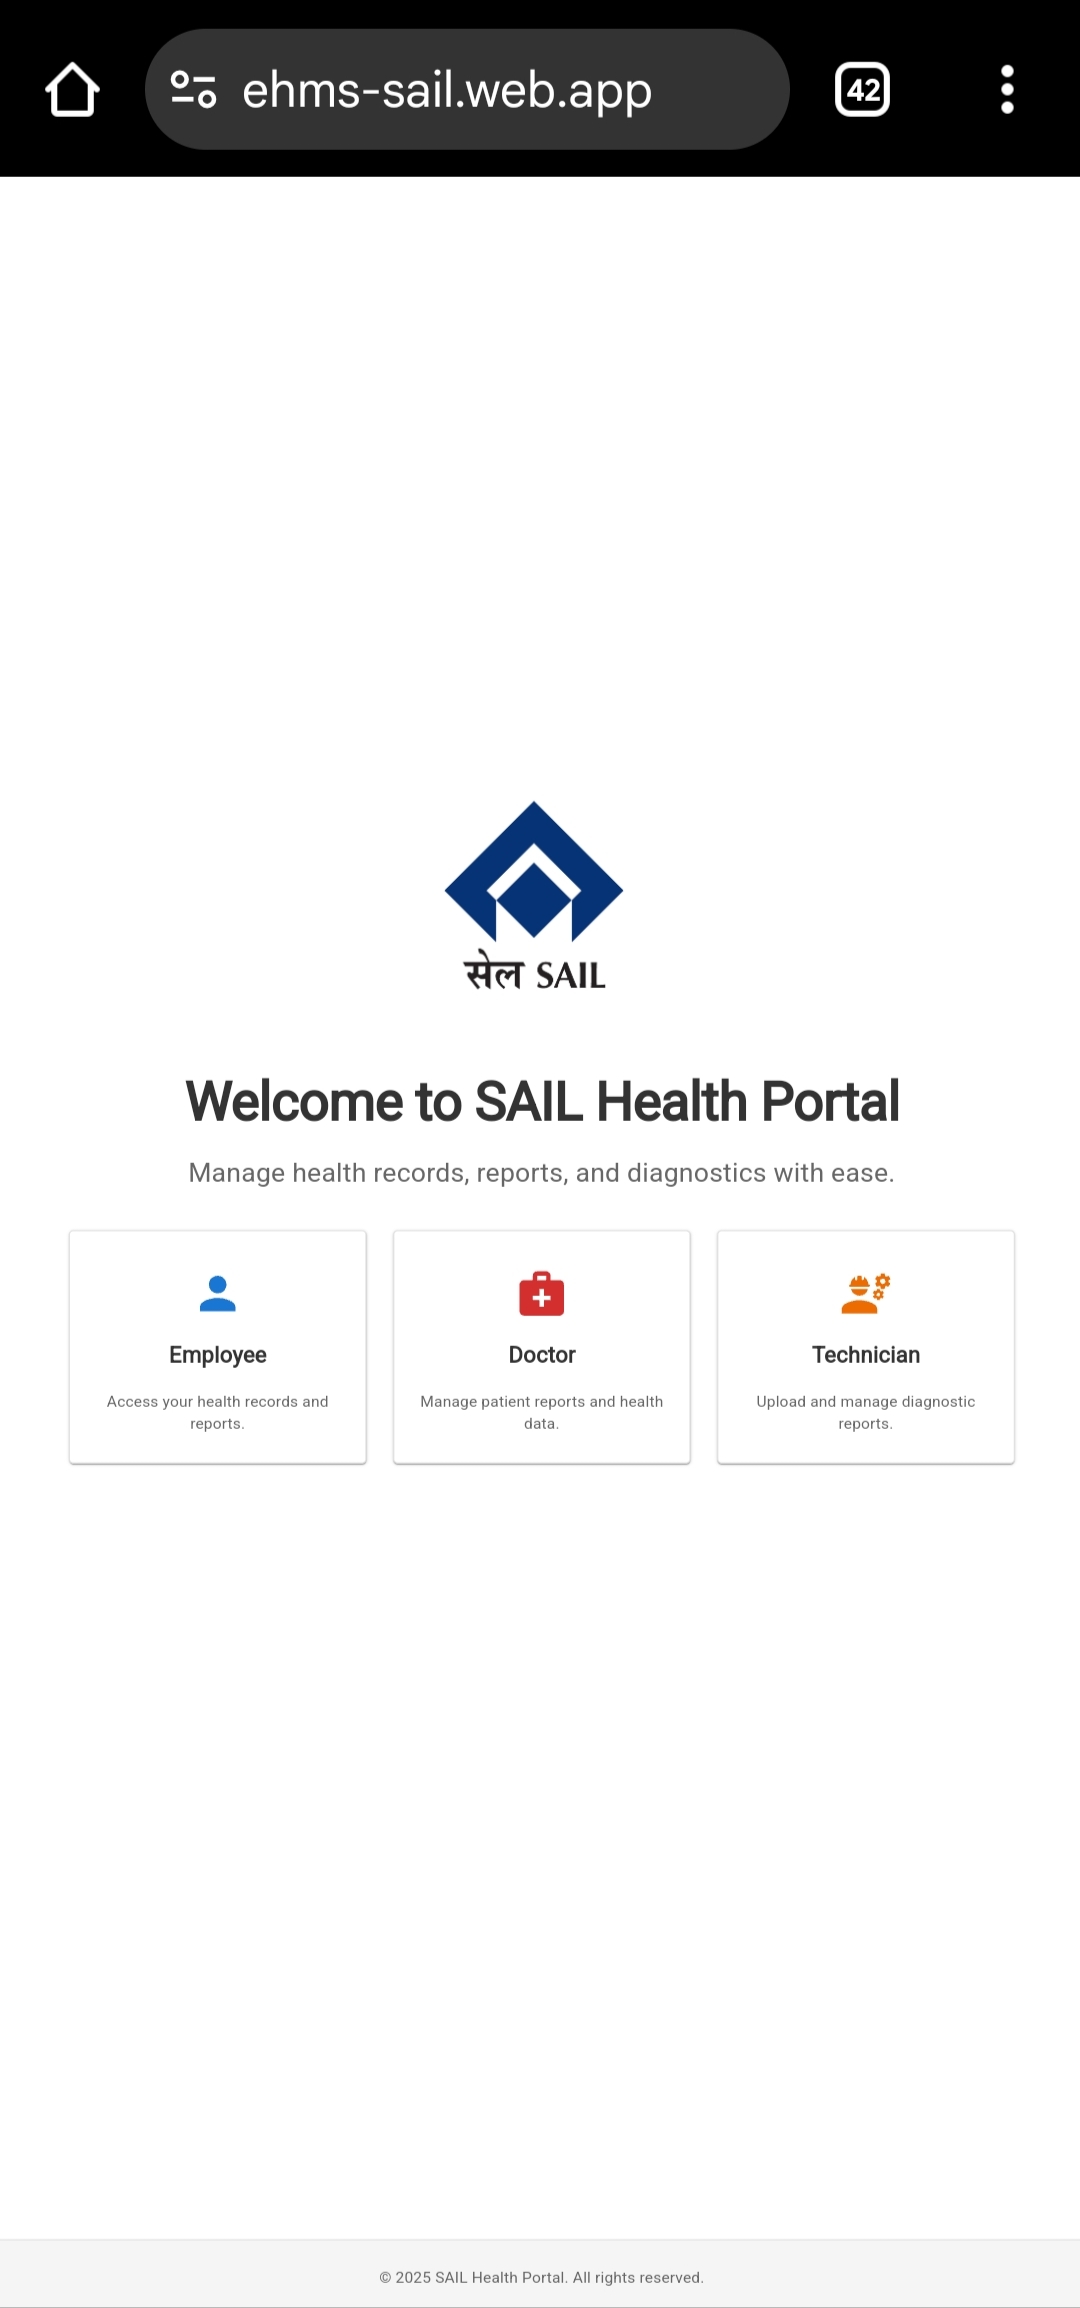 ehms-sail.web.app
42
सेल SAIL
Welcome to SAIL Health Portal
Manage health records, reports, and diagnostics with ease.
Employee
Access your health records and
reports.
Doctor
Manage patient reports and health
data.
Technician
Upload and manage diagnostic
reports.
© 2025 SAIL Health Portal. All rights reserved.